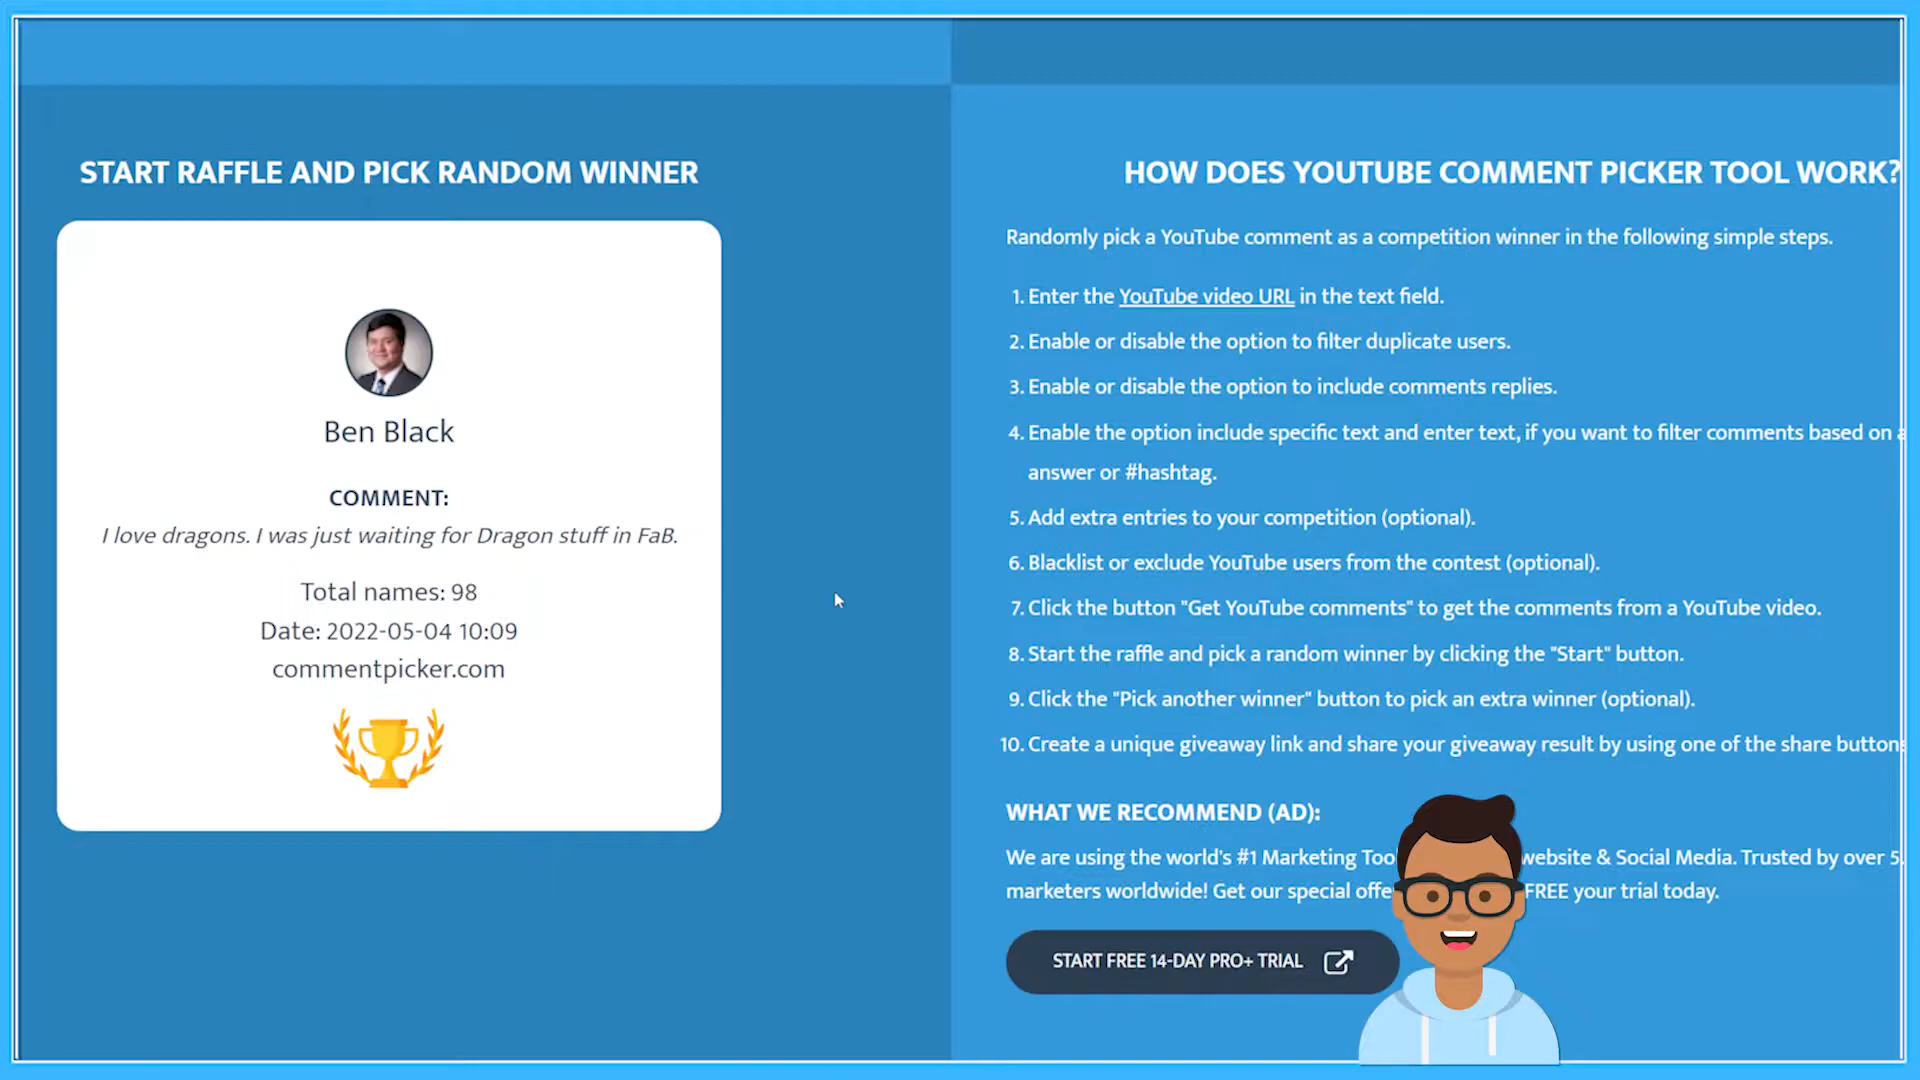 START RAFFLE AND PICK RANDOM WINNER
Ben Black
COMMENT:
I love dragons. I was just waiting for Dragon stuff in FaB.
Total names: 98
Date: 2022-05-04 10:09
commentpicker.com
HOW DOES YOUTUBE COMMENT PICKER TOOL WORK?
Randomly pick a YouTube comment as a competition winner in the following simple steps.
1. Enter the YouTube video URL in the text field.
2. Enable or disable the option to filter duplicate users.
3. Enable or disable the option to include comments replies.
4. Enable the option include specific text and enter text, if you want to filter comments based on
answer or #hashtag.
5. Add extra entries to your competition (optional).
6. Blacklist or exclude YouTube users from the contest (optional).
7. Click the button "Get YouTube comments" to get the comments from a YouTube video.
8. Start the raffle and pick a random winner by clicking the "Start" button.
9. Click the "Pick another winner" button to pick an extra winner (optional).
10. Create a unique giveaway link and share your giveaway result by using one of the share button
WHAT WE RECOMMEND (AD):
We are using the world's #1 Marketing Too website & Social Media. Trusted by over 5
marketers worldwide! Get our special offe FREE your trial today.
START FREE 14-DAY PRO+ TRIAL